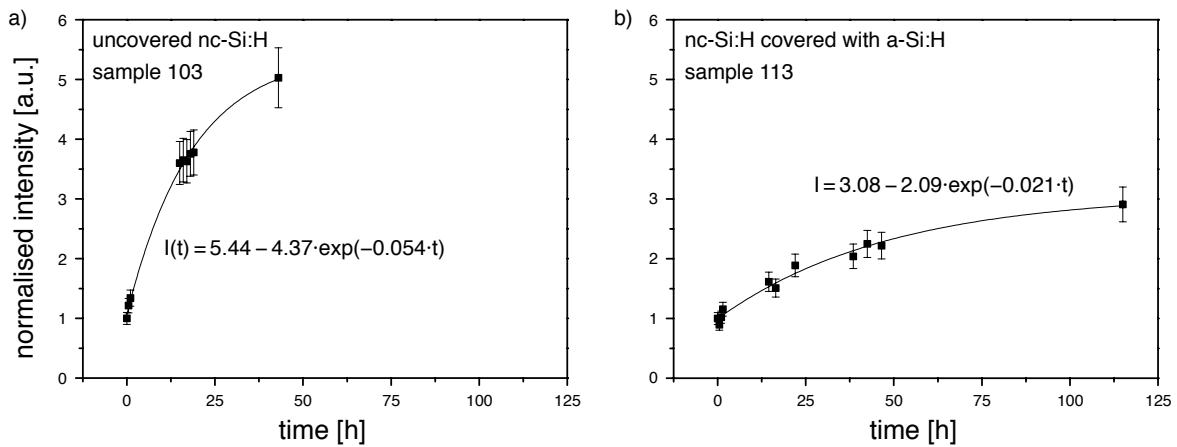 a)
uncovered nc-Si:H
sample 103
I(t) = 5.44 – 4.37·exp(–0.054·t)
normalised intensity [a.u.]
6
5
4
3
2
1
0
0 25 50 75 100 125
time [h]
b)
nc-Si:H covered with a-Si:H
sample 113
I = 3.08 – 2.09·exp(–0.021·t)
6
5
4
3
2
1
0
0 25 50 75 100 125
time [h]